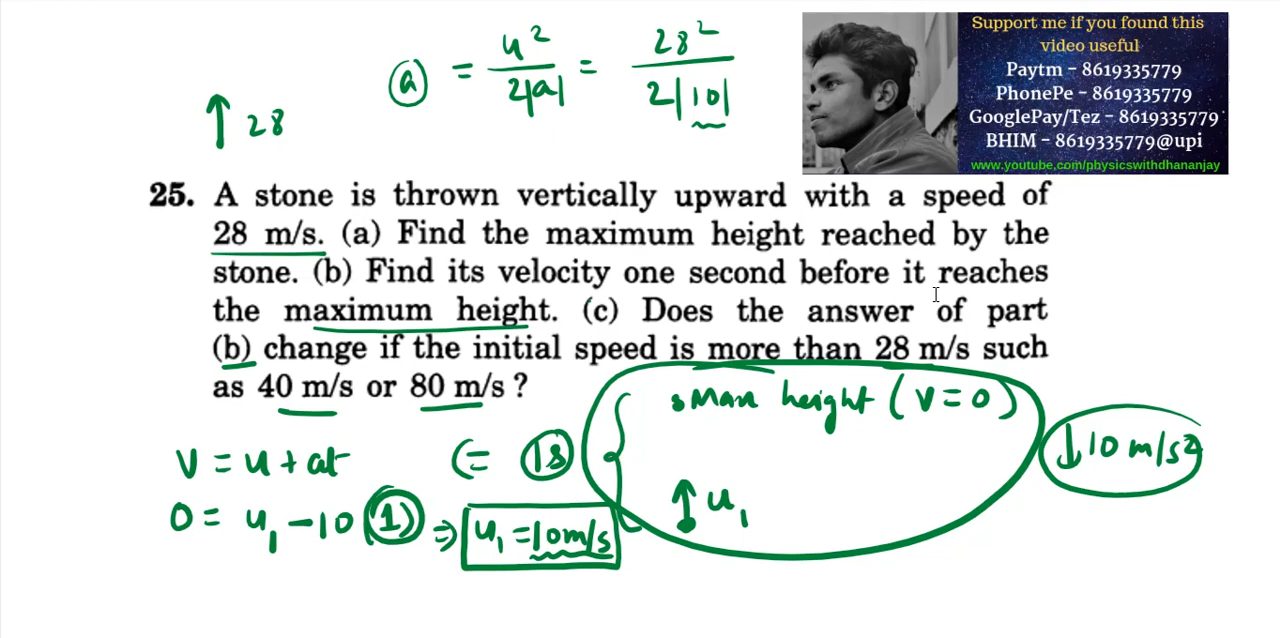 (a) = u² / 2|a| = 28² / 2|10|
↑ 28
Support me if you found this
video useful
Paytm – 8619335779
PhonePe – 8619335779
GooglePay/Tez – 8619335779
BHIM – 8619335779@upi
www.youtube.com/physicswithdhananjay
25. A stone is thrown vertically upward with a speed of
28 m/s. (a) Find the maximum height reached by the
stone. (b) Find its velocity one second before it reaches
the maximum height. (c) Does the answer of part
(b) change if the initial speed is more than 28 m/s such
as 40 m/s or 80 m/s ?
Max height (v = 0)
v = u + at
⇐ 1s
↓ 10 m/s²
↑ u₁
0 = u₁ – 10 (1) ⇒ u₁ = 10 m/s